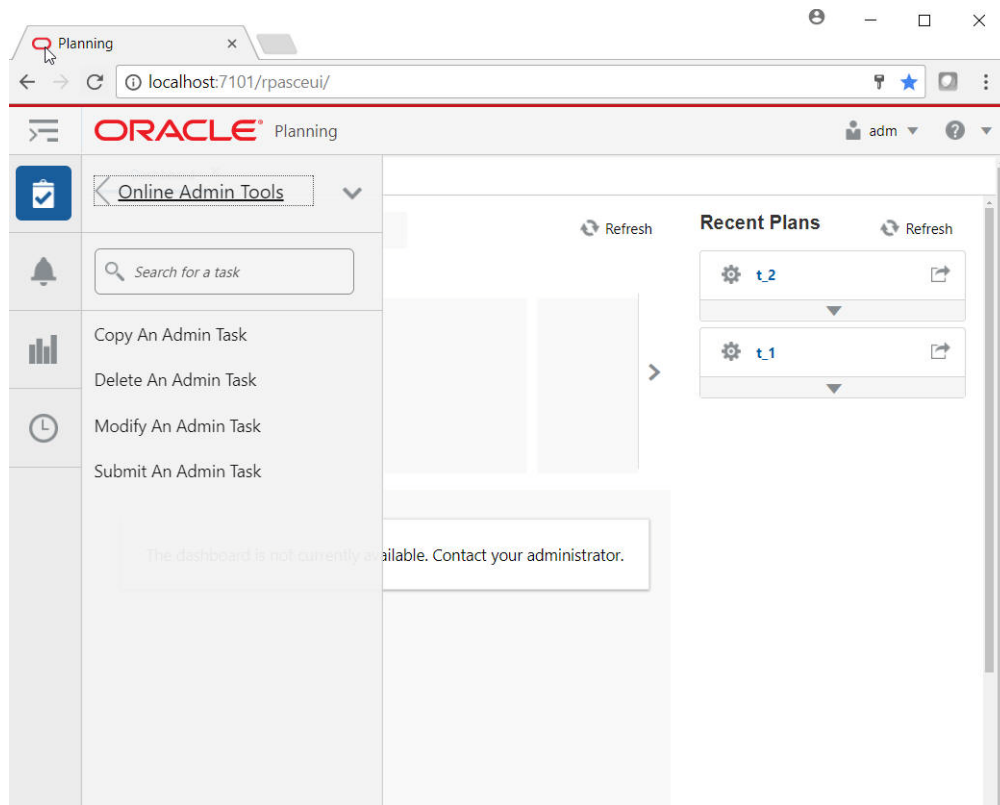 Planning
localhost:7101/rpasceui/
ORACLE® Planning
adm
Online Admin Tools
Search for a task
Copy An Admin Task
Delete An Admin Task
Modify An Admin Task
Submit An Admin Task
Refresh
The dashboard is not currently available. Contact your administrator.
Recent Plans
Refresh
t_2
t_1